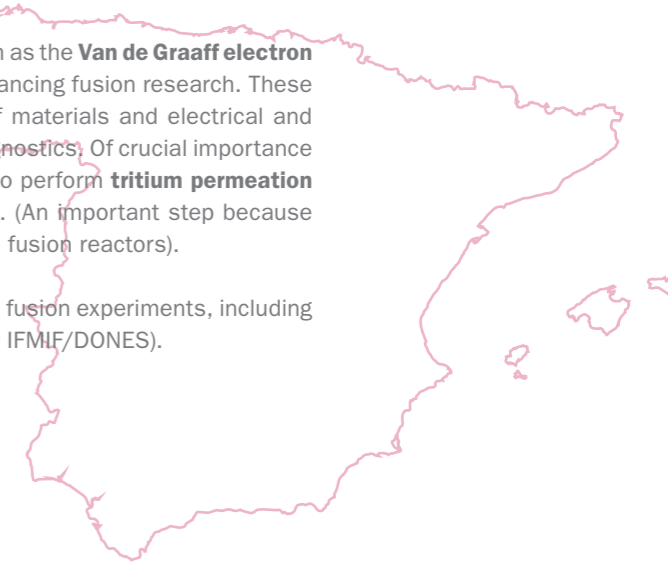 as the Van de Graaff electron
ancing fusion research. These
materials and electrical and
gnostics. Of crucial importance
o perform tritium permeation
. (An important step because
fusion reactors).
fusion experiments, including
IFMIF/DONES).